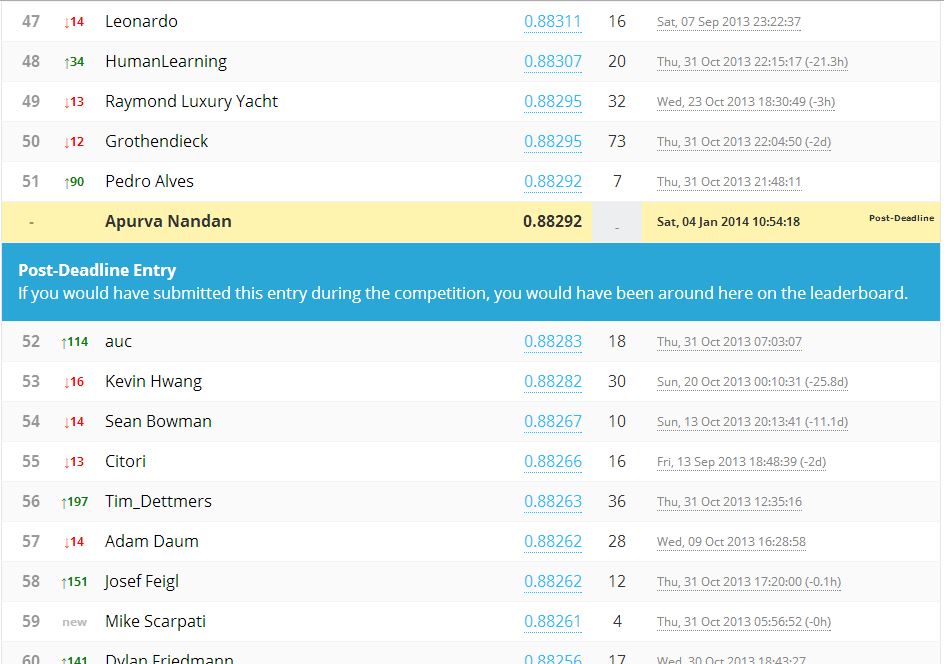 47 ↓14 Leonardo 0.88311 16 Sat, 07 Sep 2013 23:22:37
48 ↑34 HumanLearning 0.88307 20 Thu, 31 Oct 2013 22:15:17 (-21.3h)
49 ↓13 Raymond Luxury Yacht 0.88295 32 Wed, 23 Oct 2013 18:30:49 (-3h)
50 ↓12 Grothendieck 0.88295 73 Thu, 31 Oct 2013 22:04:50 (-2d)
51 ↑90 Pedro Alves 0.88292 7 Thu, 31 Oct 2013 21:48:11
- Apurva Nandan 0.88292 - Sat, 04 Jan 2014 10:54:18 Post-Deadline
Post-Deadline Entry
If you would have submitted this entry during the competition, you would have been around here on the leaderboard.
52 ↑114 auc 0.88283 18 Thu, 31 Oct 2013 07:03:07
53 ↓16 Kevin Hwang 0.88282 30 Sun, 20 Oct 2013 00:10:31 (-25.8d)
54 ↓14 Sean Bowman 0.88267 10 Sun, 13 Oct 2013 20:13:41 (-11.1d)
55 ↓13 Citori 0.88266 16 Fri, 13 Sep 2013 18:48:39 (-2d)
56 ↑197 Tim_Dettmers 0.88263 36 Thu, 31 Oct 2013 12:35:16
57 ↓14 Adam Daum 0.88262 28 Wed, 09 Oct 2013 16:28:58
58 ↑151 Josef Feigl 0.88262 12 Thu, 31 Oct 2013 17:20:00 (-0.1h)
59 new Mike Scarpati 0.88261 4 Thu, 31 Oct 2013 05:56:52 (-0h)
60 ↑141 Dylan Friedmann 0.88256 17 Wed, 30 Oct 2013 18:43:27